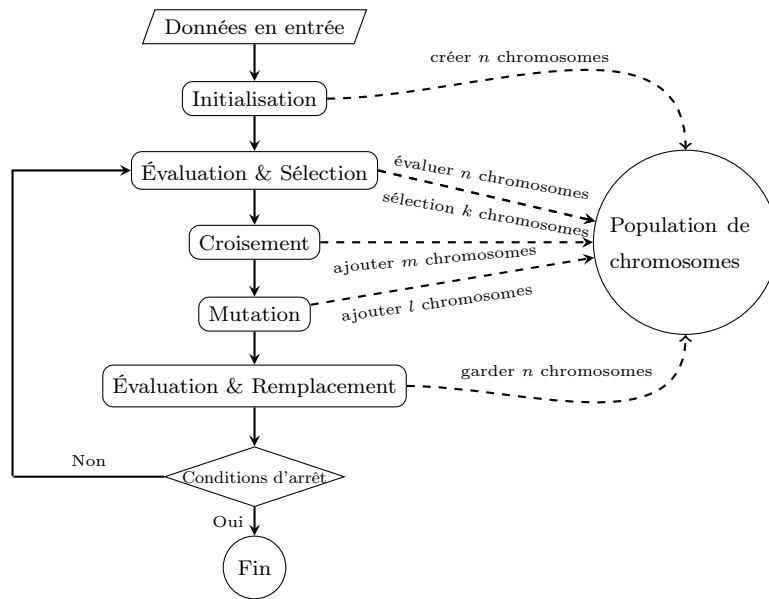 Données en entrée
créer n chromosomes
Initialisation
Évaluation & Sélection
évaluer n chromosomes
sélection k chromosomes
Population de
chromosomes
Croisement
ajouter m chromosomes
Mutation
ajouter l chromosomes
Évaluation & Remplacement
garder n chromosomes
Conditions d'arrêt
Non
Oui
Fin